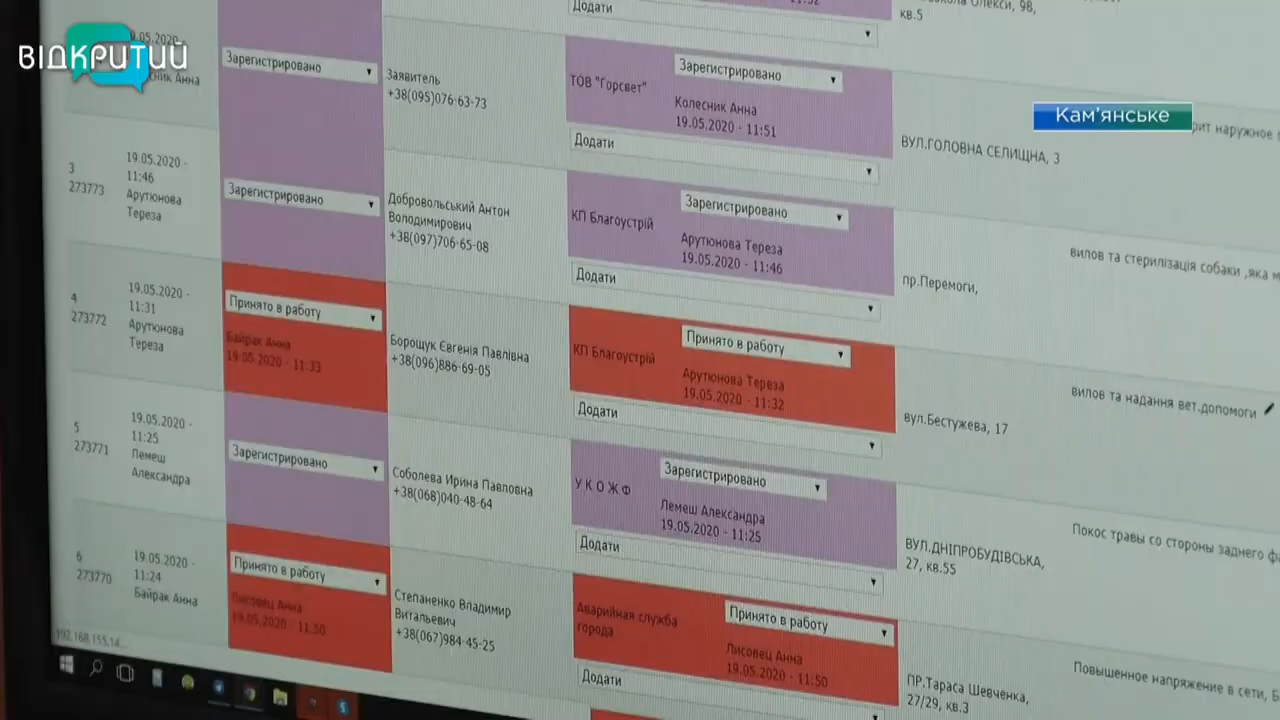 ВІДКРИТИЙ
Кам'янське
Додати
98,
кв.5
Анна
Зарегистрировано
Заявитель
+38(095)076-63-73
ТОВ "Горсвет"
Зарегистрировано
Колесник Анна
19.05.2020 - 11:51
Додати
ВУЛ.ГОЛОВНА СЕЛИЩНА, 3
наружное
3
273773
19.05.2020 -
11:46
Арутюнова
Тереза
Зарегистрировано
Добровольський Антон
Володимирович
+38(097)706-65-08
КП Благоустрій
Зарегистрировано
Арутюнова Тереза
19.05.2020 - 11:46
Додати
пр.Перемоги,
вилов та стерилізація собаки ,яка
4
273772
19.05.2020 -
11:31
Арутюнова
Тереза
Принято в работу
Байрак Анна
19.05.2020 - 11:33
Борощук Євгенія Павлівна
+38(096)886-69-05
КП Благоустрій
Принято в работу
Арутюнова Тереза
19.05.2020 - 11:32
Додати
вул.Бестужева, 17
вилов та надання вет.допомоги
5
273771
19.05.2020 -
11:25
Лемеш
Александра
Зарегистрировано
Соболева Ирина Павловна
+38(068)040-48-64
У К О Ж Ф
Зарегистрировано
Лемеш Александра
19.05.2020 - 11:25
Додати
ВУЛ.ДНІПРОБУДІВСЬКА,
27, кв.55
Покос травы со стороны заднего
6
273770
19.05.2020 -
11:24
Байрак Анна
Принято в работу
Лисовец Анна
19.05.2020 - 11:50
Степаненко Владимир
Витальевич
+38(067)984-45-25
Аварийная служба
города
Принято в работу
Лисовец Анна
19.05.2020 - 11:50
Додати
ПР.Тараса Шевченка,
27/29, кв.3
Повышенное напряжение в сети,
192.168.155.14...